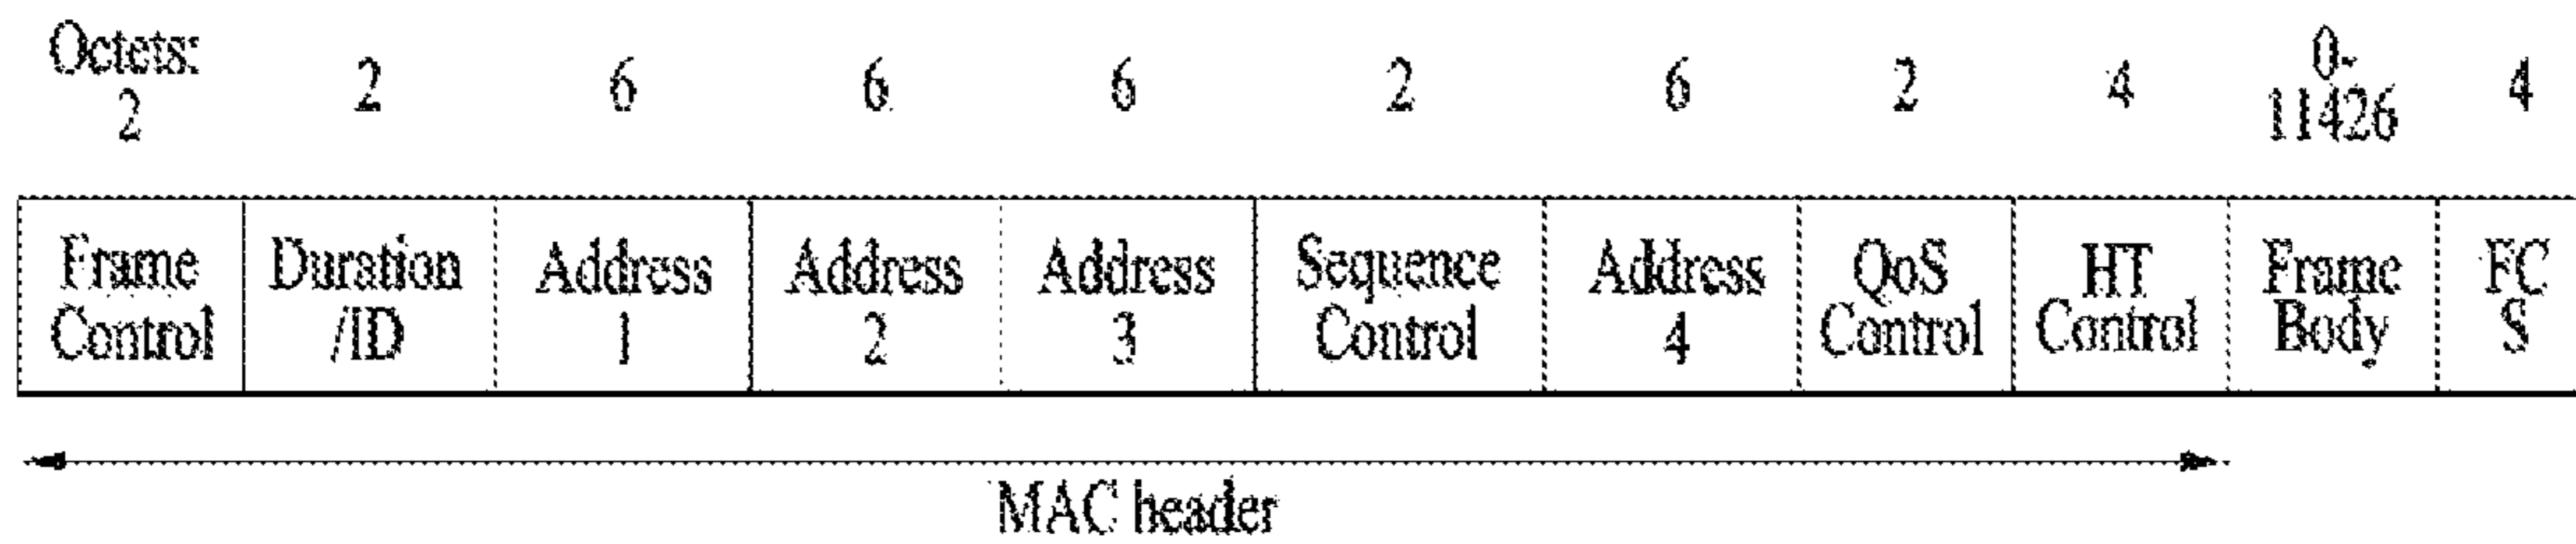 Octets:
2 2 6 6 6 2 6 2 4 0-
11426 4
Frame
Control
Duration
/ID
Address
1
Address
2
Address
3
Sequence
Control
Address
4
QoS
Control
HT
Control
Frame
Body
FC
S
MAC header